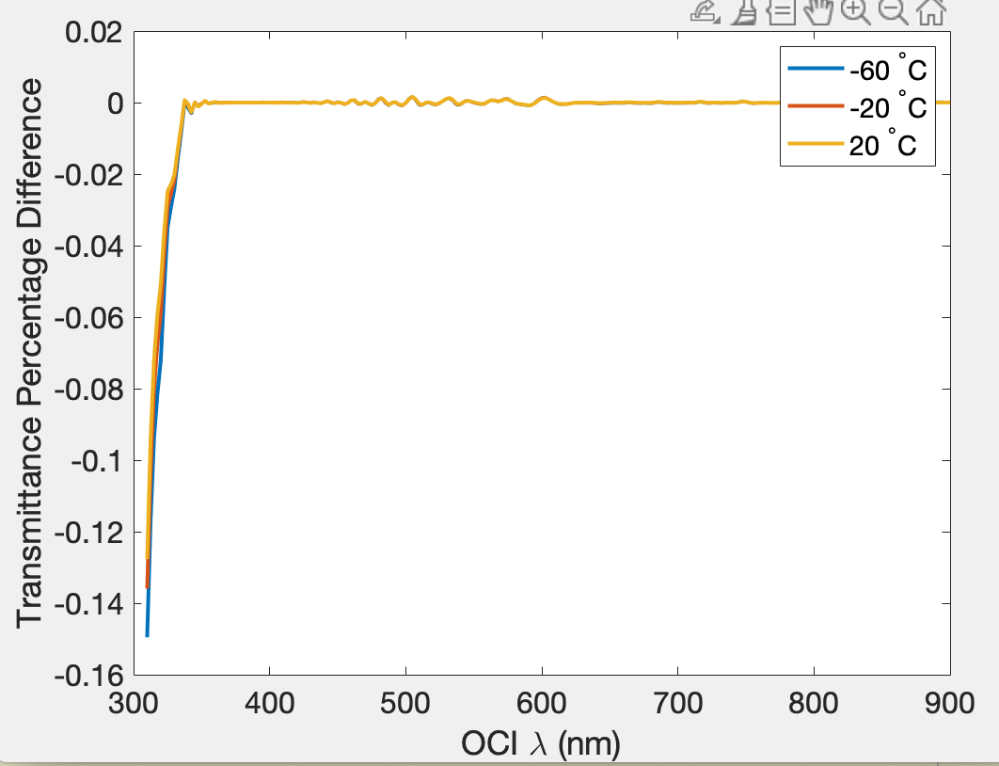 0.02
0
-0.02
-0.04
-0.06
-0.08
-0.1
-0.12
-0.14
-0.16
Transmittance Percentage Difference
-60 °C
-20 °C
20 °C
300 400 500 600 700 800 900
OCI λ (nm)